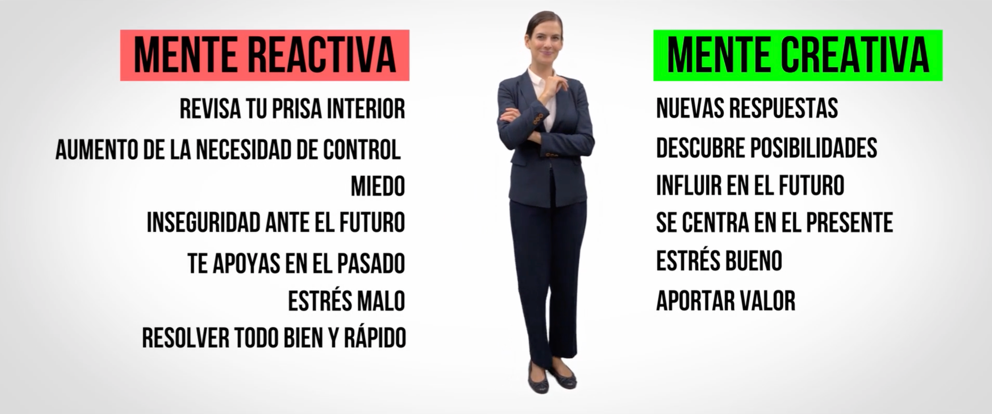 MENTE REACTIVA
REVISA TU PRISA INTERIOR
AUMENTO DE LA NECESIDAD DE CONTROL
MIEDO
INSEGURIDAD ANTE EL FUTURO
TE APOYAS EN EL PASADO
ESTRÉS MALO
RESOLVER TODO BIEN Y RÁPIDO
MENTE CREATIVA
NUEVAS RESPUESTAS
DESCUBRE POSIBILIDADES
INFLUIR EN EL FUTURO
SE CENTRA EN EL PRESENTE
ESTRÉS BUENO
APORTAR VALOR